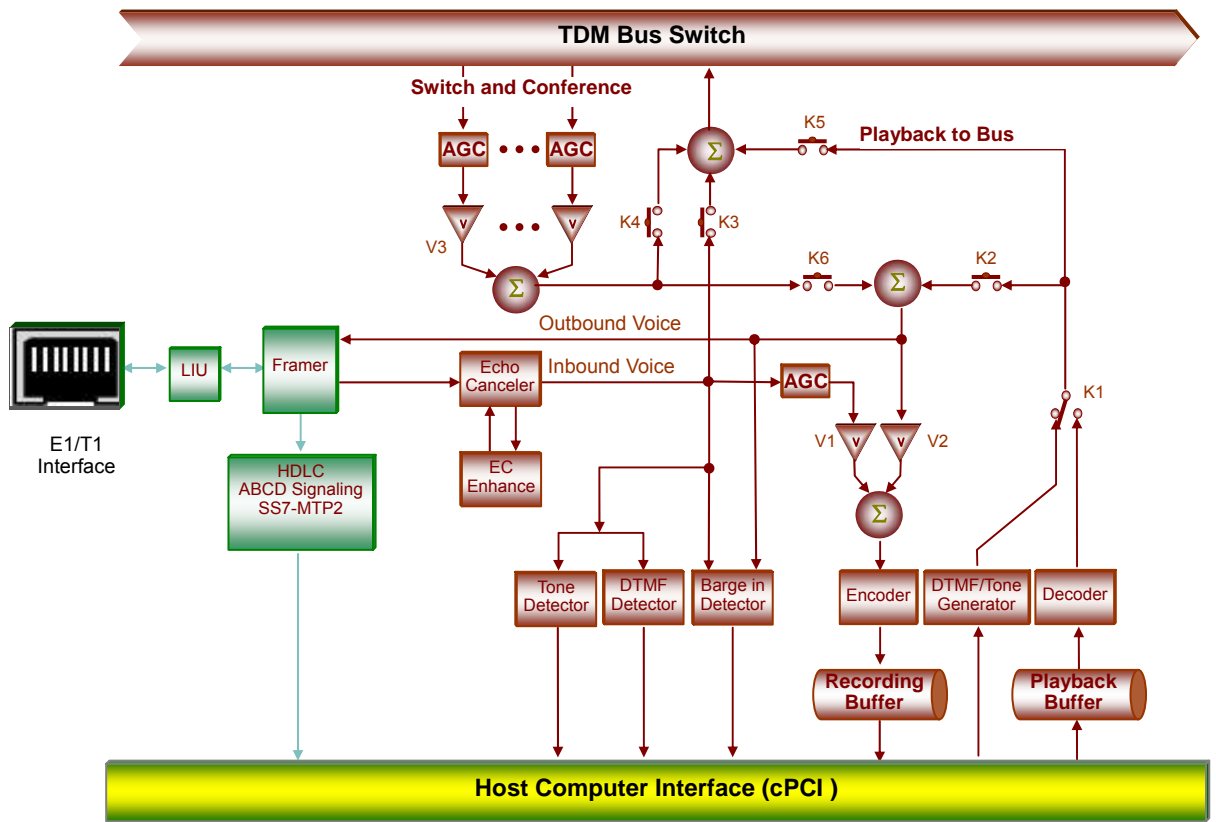 TDM Bus Switch
Switch and Conference
AGC
AGC
K5
Playback to Bus
Σ
V
V
V3
K4
K3
Σ
K6
Σ
K2
Outbound Voice
Inbound Voice
LIU
Framer
Echo
Canceler
AGC
K1
E1/T1
Interface
V1
V
V
V2
HDLC
ABCD Signaling
SS7-MTP2
EC
Enhance
Σ
Tone
Detector
DTMF
Detector
Barge in
Detector
Encoder
DTMF/Tone
Generator
Decoder
Recording
Buffer
Playback
Buffer
Host Computer Interface (cPCI )